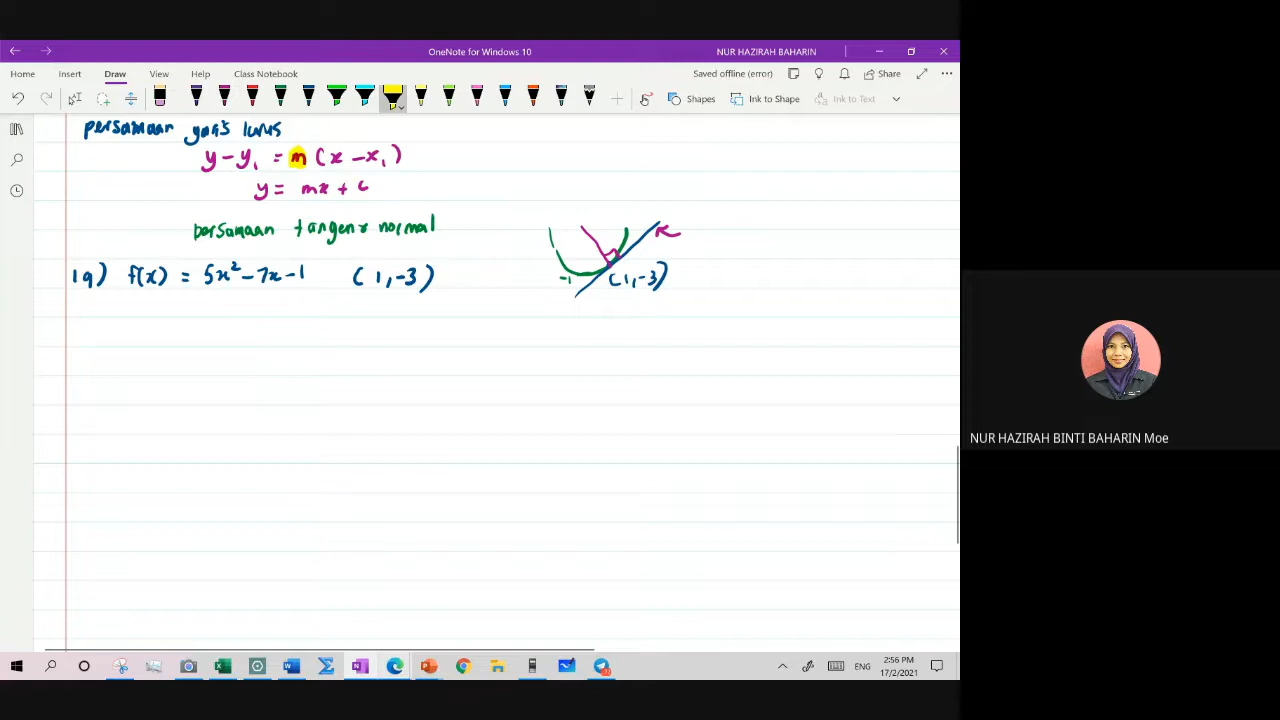 OneNote for Windows 10
NUR HAZIRAH BAHARIN
Home Insert Draw View Help Class Notebook
Saved offline (error) Share
Shapes Ink to Shape Ink to Text
persamaan garis lurus
y - y₁ = m (x - x₁)
y = mx + c
persamaan tangen & normal
1a) f(x) = 5x² - 7x - 1 (1, -3)
-1 (1, -3)
NUR HAZIRAH BINTI BAHARIN Moe
ENG
2:56 PM
17/2/2021